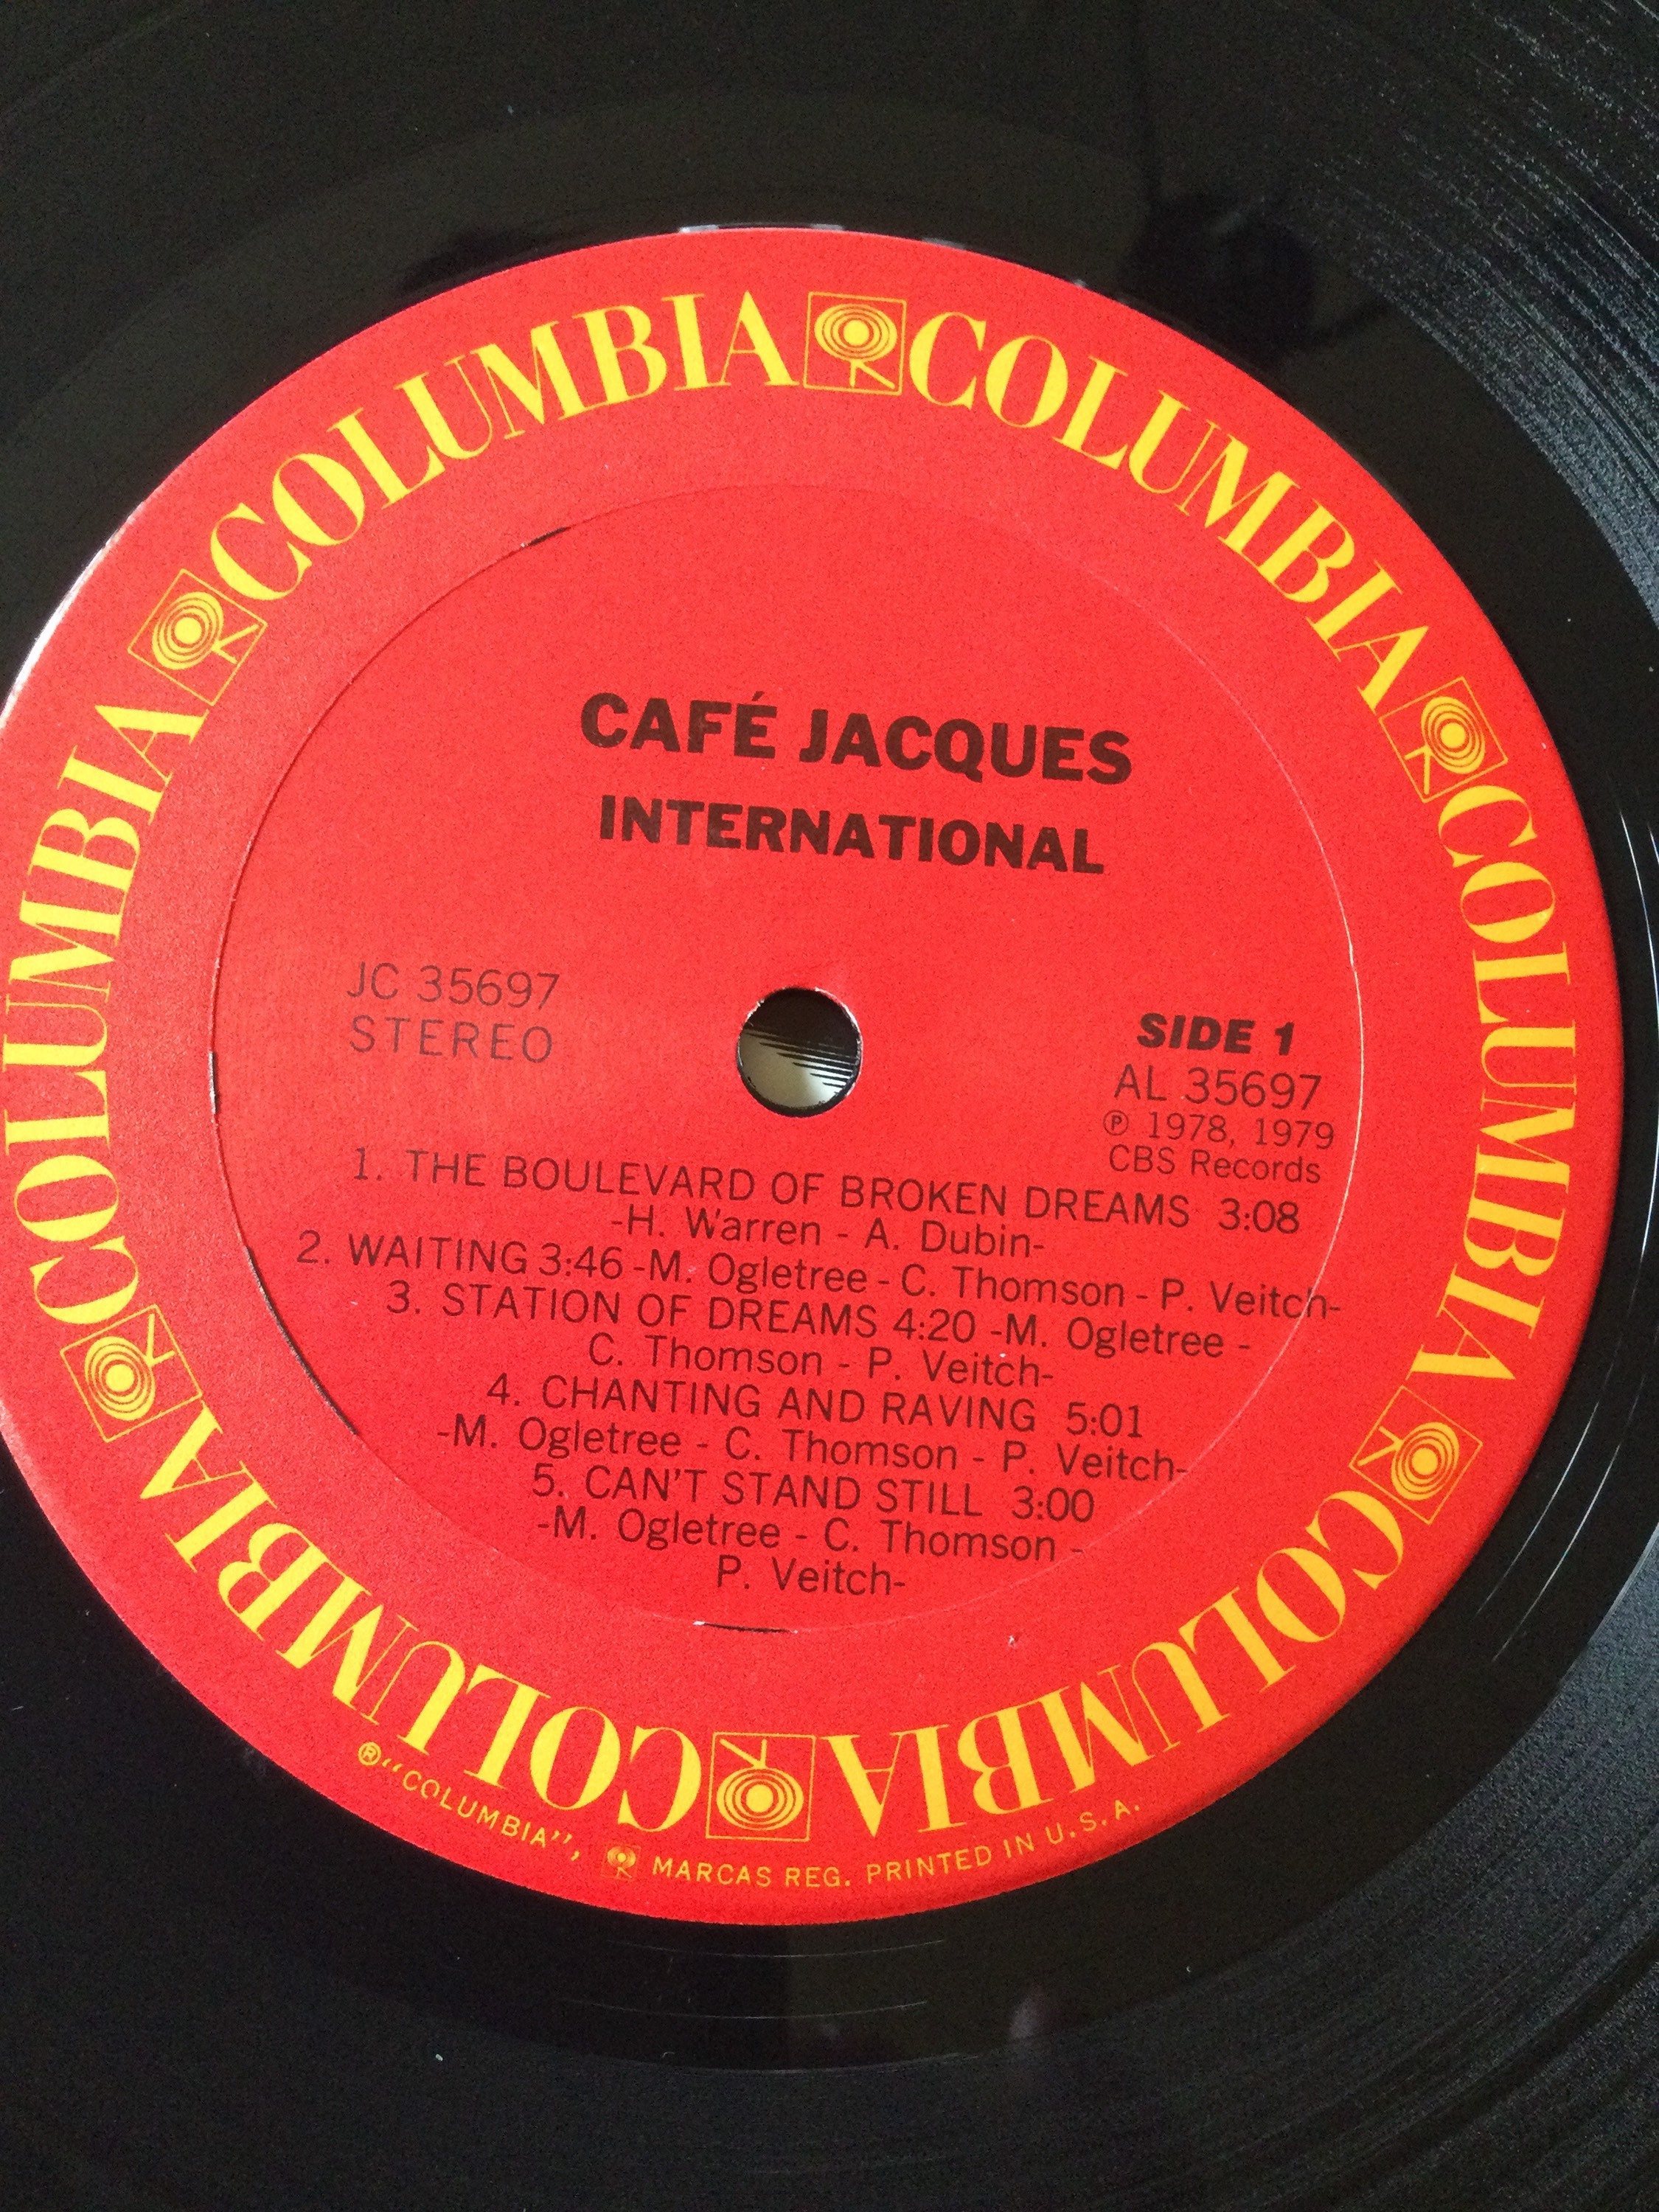 COLUMBIA COLUMBIA COLUMBIA COLUMBIA COLUMBIA COLUMBIA
CAFÉ JACQUES
INTERNATIONAL
JC 35697
STEREO
SIDE 1
AL 35697
℗ 1978, 1979
CBS Records
1. THE BOULEVARD OF BROKEN DREAMS 3:08
-H. Warren - A. Dubin-
2. WAITING 3:46 -M. Ogletree - C. Thomson - P. Veitch-
3. STATION OF DREAMS 4:20 -M. Ogletree -
C. Thomson - P. Veitch-
4. CHANTING AND RAVING 5:01
-M. Ogletree - C. Thomson - P. Veitch-
5. CAN'T STAND STILL 3:00
-M. Ogletree - C. Thomson -
P. Veitch-
® "COLUMBIA", MARCAS REG. PRINTED IN U.S.A.